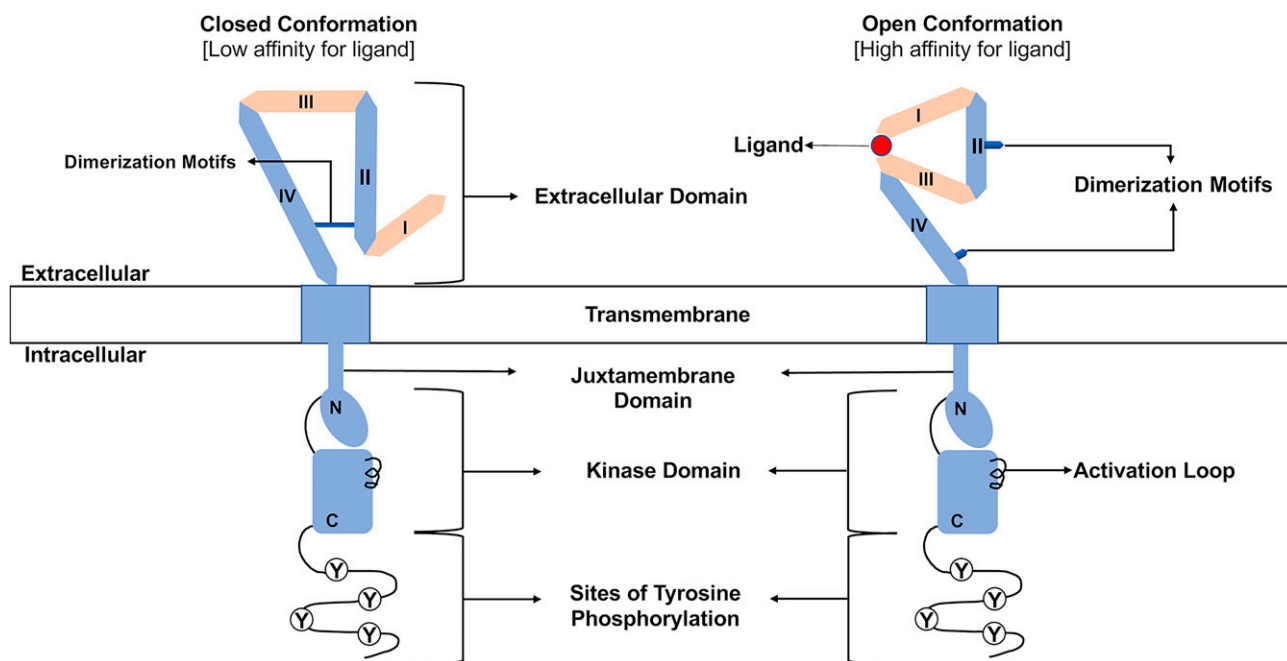 Closed Conformation
[Low affinity for ligand]
Open Conformation
[High affinity for ligand]
III
Dimerization Motifs
II
IV
I
Extracellular Domain
I
Ligand
II
III
Dimerization Motifs
IV
Extracellular
Transmembrane
Intracellular
Juxtamembrane
Domain
N
N
Kinase Domain
Activation Loop
C
C
Y
Y
Y
Y
Sites of Tyrosine
Phosphorylation
Y
Y
Y
Y